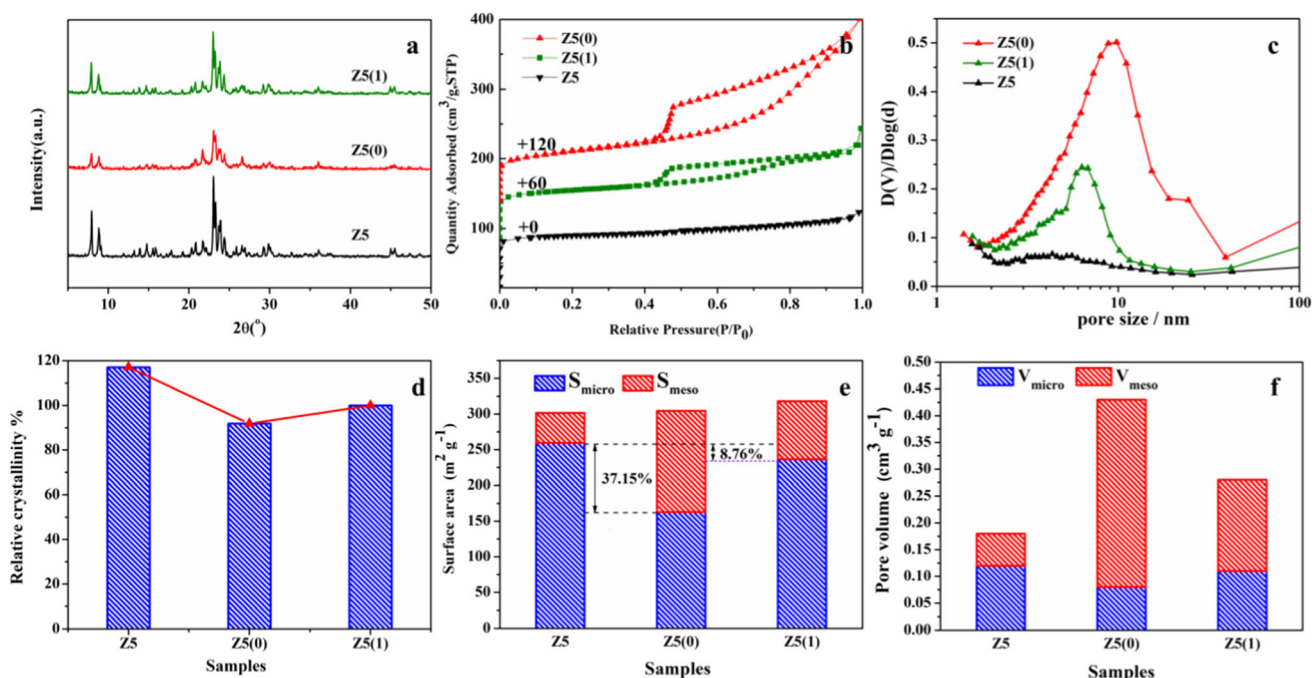 a
Z5(1)
Z5(0)
Z5
Intensity(a.u.)
10 20 30 40 50
2θ(°)
b
Z5(0)
Z5(1)
Z5
+120
+60
+0
Quantity Adsorbed (cm³/g,STP)
400
300
200
100
0.0 0.2 0.4 0.6 0.8 1.0
Relative Pressure(P/P₀)
c
Z5(0)
Z5(1)
Z5
D(V)/Dlog(d)
0.5
0.4
0.3
0.2
0.1
0.0
1 10 100
pore size / nm
d
Relative crystallinity %
120
100
80
60
40
20
0
Z5 Z5(0) Z5(1)
Samples
e
S micro S meso
37.15%
8.76%
Surface area (m² g⁻¹)
350
300
250
200
150
100
50
0
Z5 Z5(0) Z5(1)
Samples
f
V micro V meso
Pore volume (cm³ g⁻¹)
0.50
0.45
0.40
0.35
0.30
0.25
0.20
0.15
0.10
0.05
0.00
Z5 Z5(0) Z5(1)
Samples